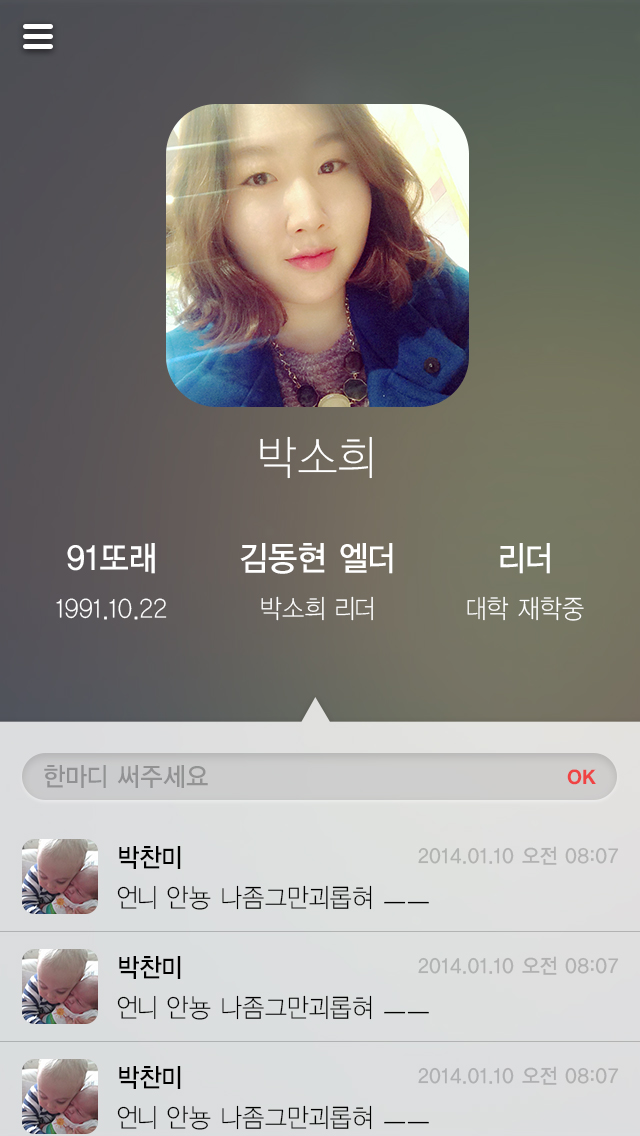 박소희
91또래 김동현 엘더 리더
1991.10.22 박소희 리더 대학 재학중
한마디 써주세요 OK
박찬미 2014.01.10 오전 08:07
언니 안뇽 나좀그만괴롭혀 ㅡㅡ
박찬미 2014.01.10 오전 08:07
언니 안뇽 나좀그만괴롭혀 ㅡㅡ
박찬미 2014.01.10 오전 08:07
언니 안뇽 나좀그만괴롭혀 ㅡㅡ